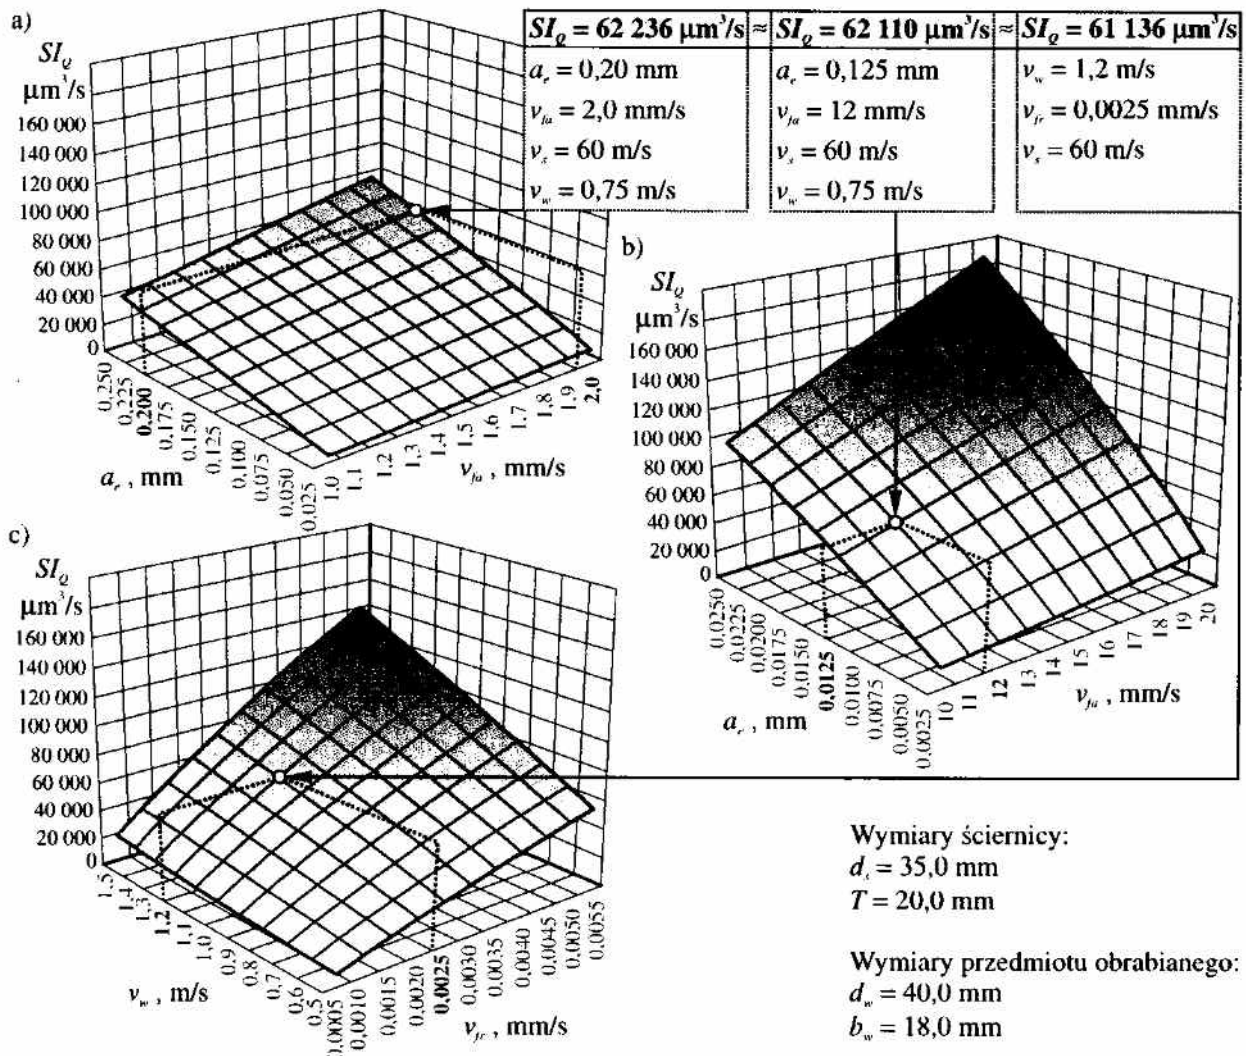 a)
SI_Q = 62 236 µm³/s ≈ SI_Q = 62 110 µm³/s ≈ SI_Q = 61 136 µm³/s
a_e = 0,20 mm
v_fa = 2,0 mm/s
v_s = 60 m/s
v_w = 0,75 m/s
a_e = 0,125 mm
v_fa = 12 mm/s
v_s = 60 m/s
v_w = 0,75 m/s
v_w = 1,2 m/s
v_fr = 0,0025 mm/s
v_s = 60 m/s
SI_Q
µm³/s
160 000
140 000
120 000
100 000
80 000
60 000
40 000
20 000
0
0,250
0,225
0,200
0,175
0,150
0,125
0,100
0,075
0,050
0,025
a_e , mm
1,0
1,1
1,2
1,3
1,4
1,5
1,6
1,7
1,8
1,9
2,0
v_fa , mm/s
b)
SI_Q
µm³/s
160 000
140 000
120 000
100 000
80 000
60 000
40 000
20 000
0
0,0250
0,0225
0,0200
0,0175
0,0150
0,0125
0,0100
0,0075
0,0050
0,0025
a_e , mm
10
11
12
13
14
15
16
17
18
19
20
v_fa , mm/s
c)
SI_Q
µm³/s
160 000
140 000
120 000
100 000
80 000
60 000
40 000
20 000
0
1,5
1,4
1,3
1,2
1,1
1,0
0,9
0,8
0,7
0,6
0,5
v_w , m/s
0,0005
0,0010
0,0015
0,0020
0,0025
0,0030
0,0035
0,0040
0,0045
0,0050
0,0055
v_fr , mm/s
Wymiary ściernicy:
d_s = 35,0 mm
T = 20,0 mm
Wymiary przedmiotu obrabianego:
d_w = 40,0 mm
b_w = 18,0 mm